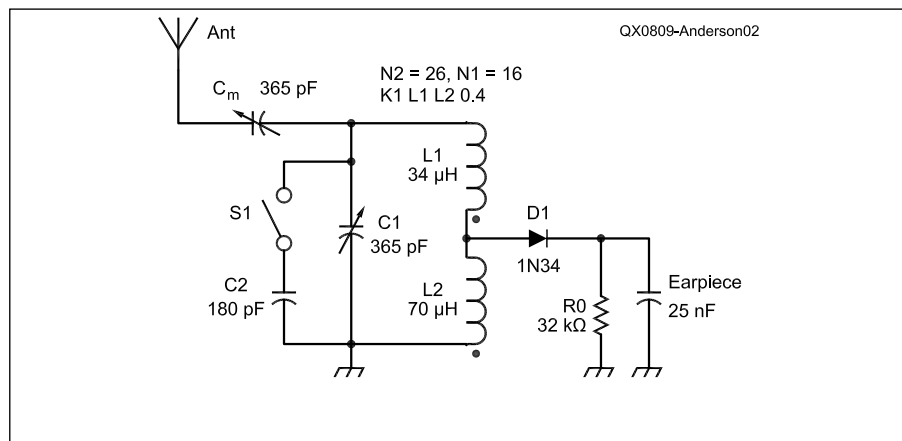 Ant
QX0809-Anderson02
Cm
365 pF
N2 = 26, N1 = 16
K1 L1 L2 0.4
L1
34 µH
S1
D1
C1
365 pF
1N34
C2
180 pF
L2
70 µH
R0
32 kΩ
Earpiece
25 nF